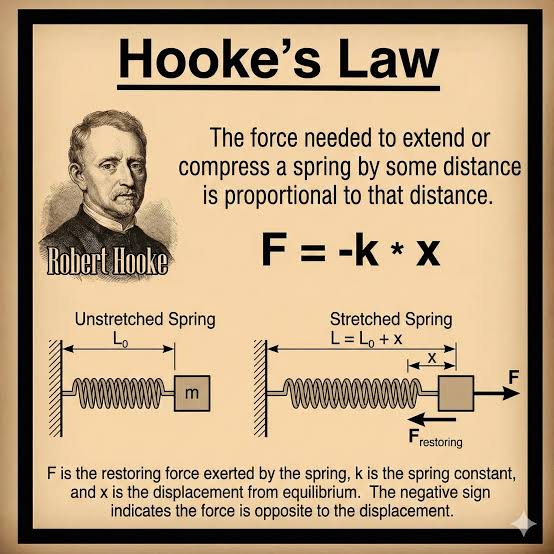 Hooke's Law
The force needed to extend or
compress a spring by some distance
is proportional to that distance.
Robert Hooke
F = -k * x
Unstretched Spring
L₀
m
Stretched Spring
L = L₀ + x
x
F
F restoring
F is the restoring force exerted by the spring, k is the spring constant,
and x is the displacement from equilibrium. The negative sign
indicates the force is opposite to the displacement.